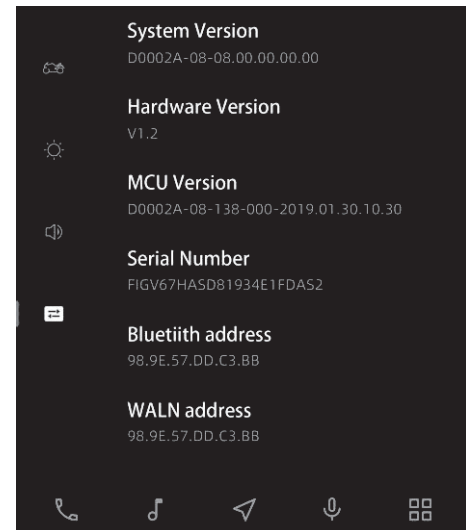 System Version
D0002A-08-08.00.00.00.00
Hardware Version
V1.2
MCU Version
D0002A-08-138-000-2019.01.30.10.30
Serial Number
FIGV67HASD81934E1FDAS2
Bluetiith address
98.9E.57.DD.C3.BB
WALN address
98.9E.57.DD.C3.BB